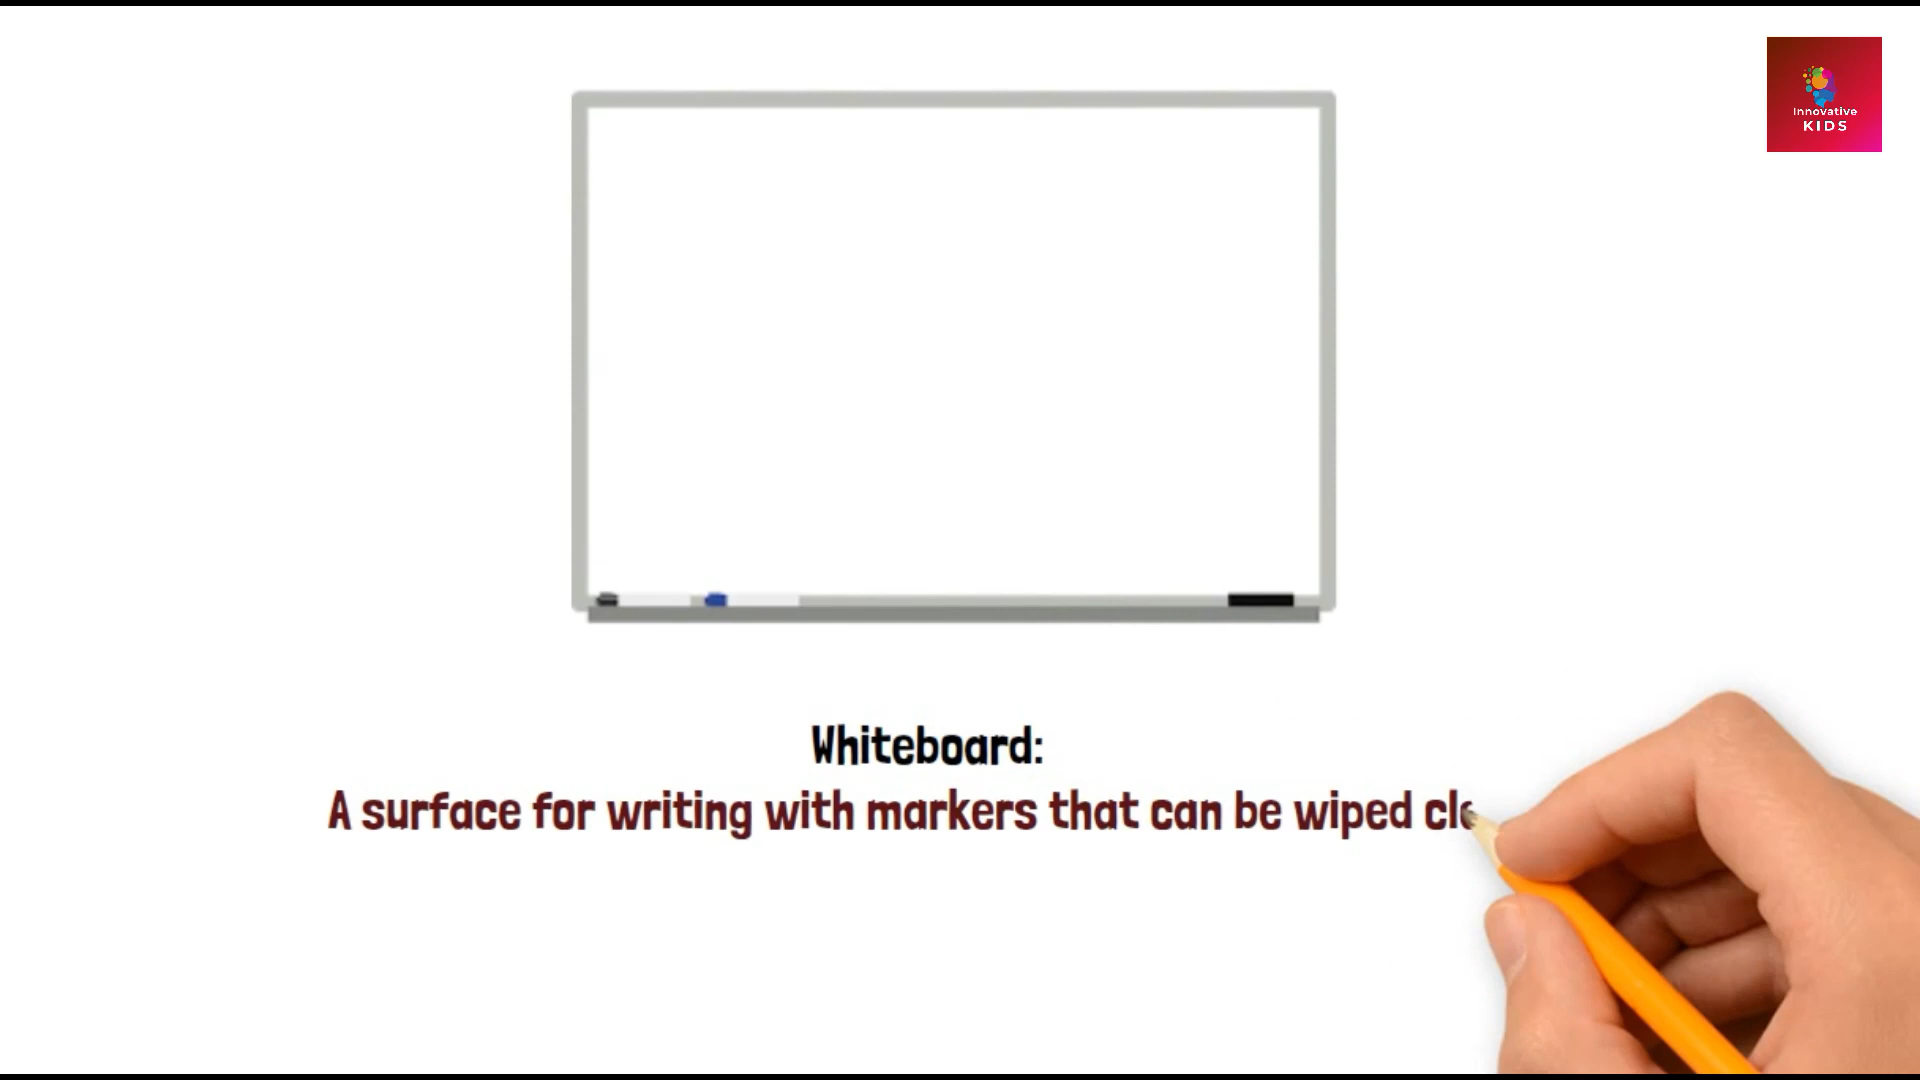 Innovative
KIDS
Whiteboard:
A surface for writing with markers that can be wiped